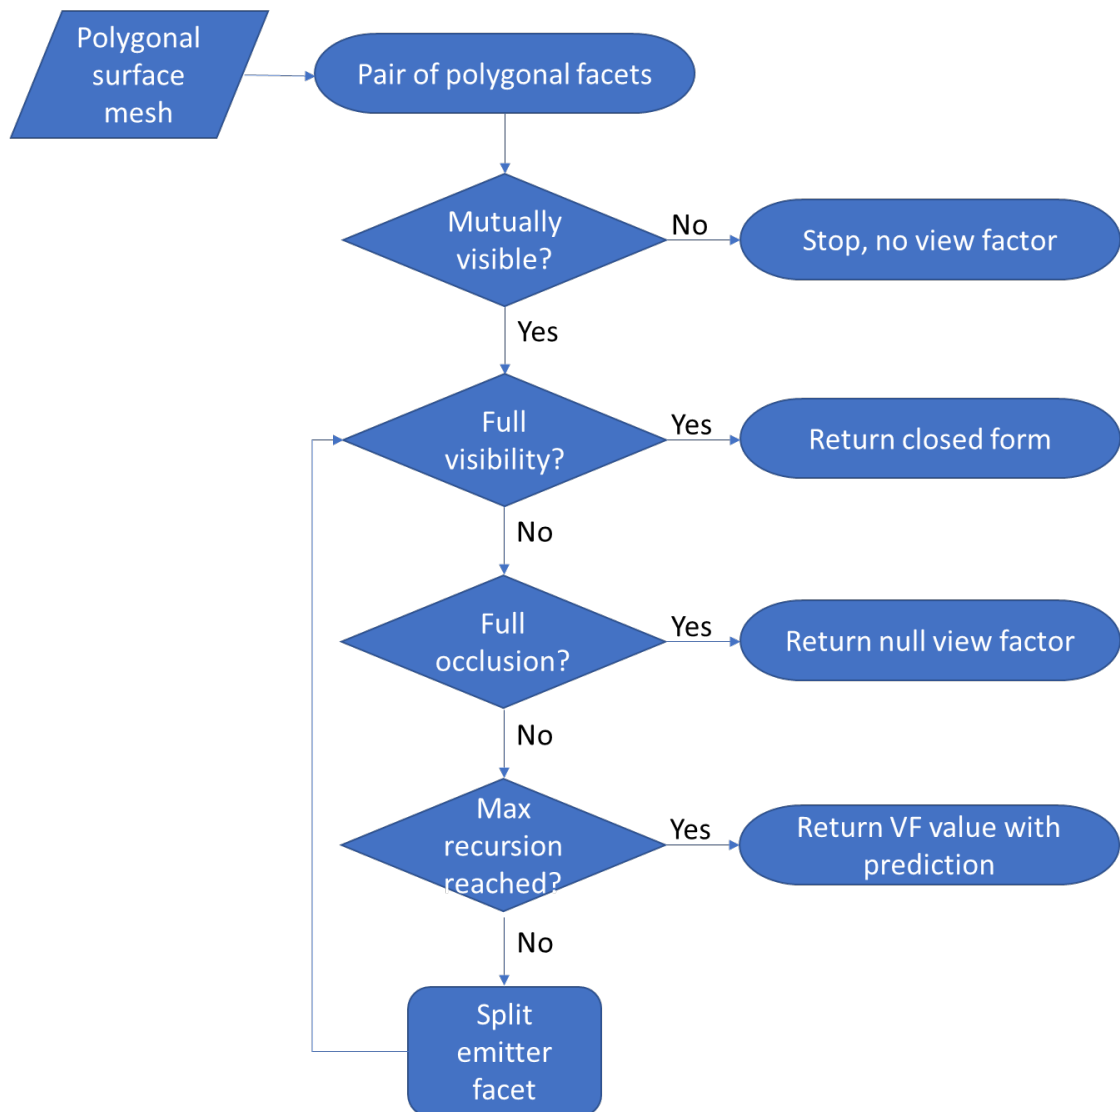 Polygonal
surface
mesh
Pair of polygonal facets
Mutually
visible?
No
Stop, no view factor
Yes
Full
visibility?
Yes
Return closed form
No
Full
occlusion?
Yes
Return null view factor
No
Max
recursion
reached?
Yes
Return VF value with
prediction
No
Split
emitter
facet